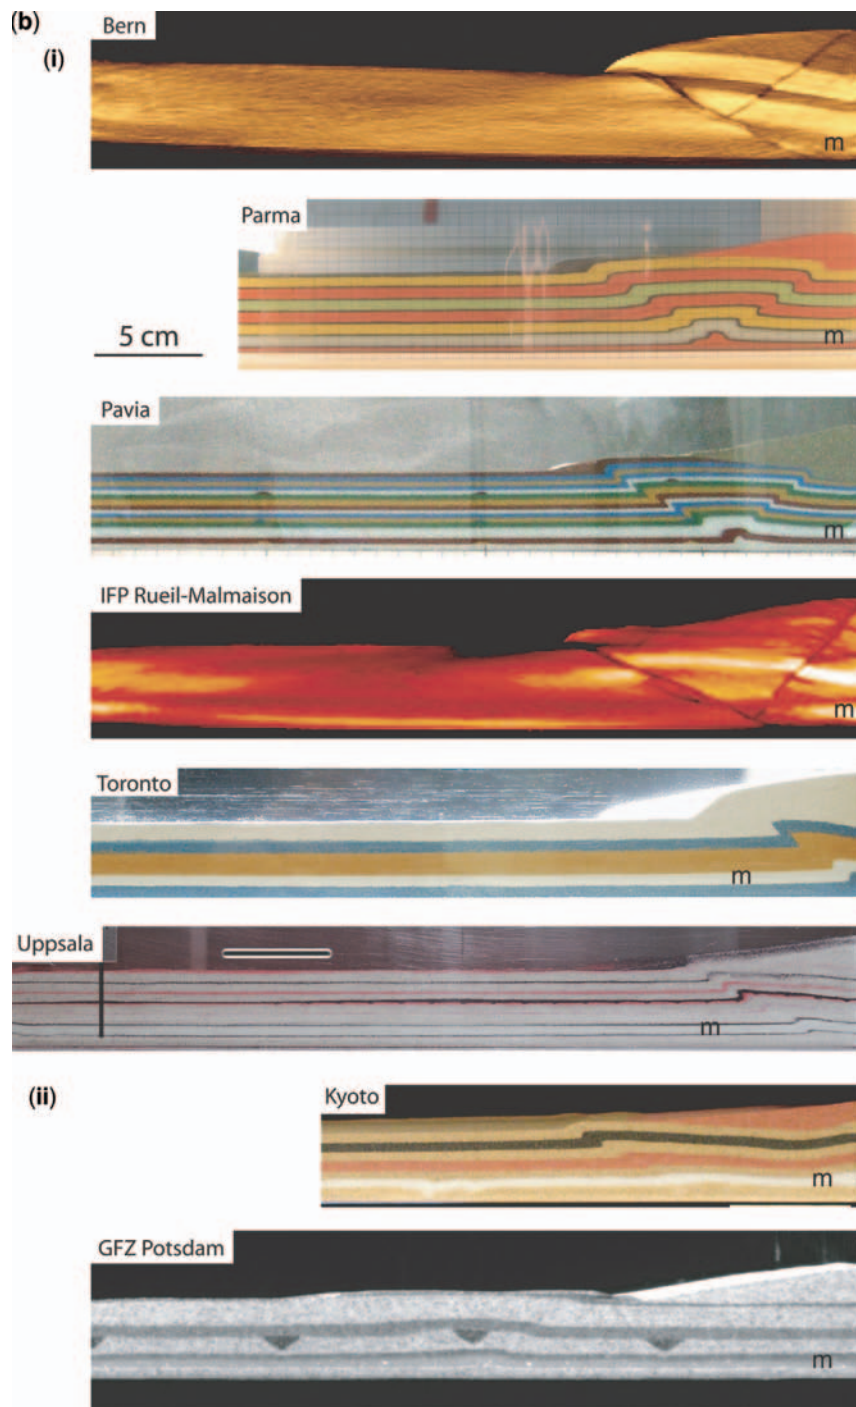 (b)
Bern
(i)
m
Parma
m
5 cm
Pavia
m
IFP Rueil-Malmaison
m
Toronto
m
Uppsala
m
(ii)
Kyoto
m
GFZ Potsdam
m